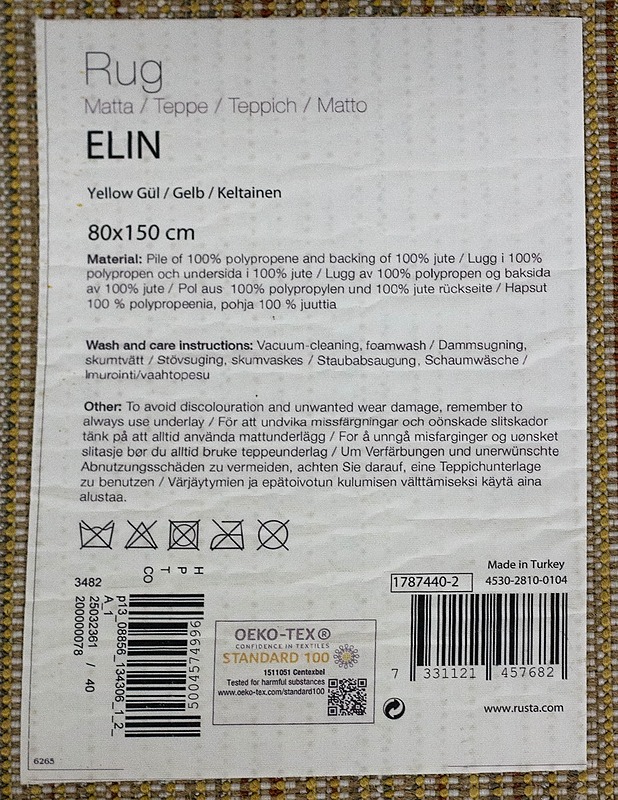 Rug
Matta / Teppe / Teppich / Matto
ELIN
Yellow Gül / Gelb / Keltainen
80x150 cm
Material: Pile of 100% polypropene and backing of 100% jute / Lugg i 100%
polypropen och undersida i 100% jute / Lugg av 100% polypropen og baksida
av 100% jute / Pol aus 100% polypropylen und 100% jute rückseite / Hapsut
100 % polypropeenia, pohja 100 % juuttia
Wash and care instructions: Vacuum-cleaning, foamwash / Dammsugning,
skumtvätt / Stövsuging, skumvaskes / Staubabsaugung, Schaumwäsche /
Imurointi/vaahtopesu
Other: To avoid discolouration and unwanted wear damage, remember to
always use underlay / För att undvika missfärgningar och oönskade slitskador
tänk på att alltid använda mattunderlägg / For å unngå misfarginger og uønsket
slitasje bør du alltid bruke teppeunderlag / Um Verfärbungen und unerwünschte
Abnutzungsschäden zu vermeiden, achten Sie darauf, eine Teppichunterlage
zu benutzen / Värjäytymien ja epätoivotun kulumisen välttämiseksi käytä aina
alustaa.
H
P
T
CO
3482
5004574996
p13_08856_134306_1_2_
A_1
25032361 / 40
200000078
OEKO-TEX®
CONFIDENCE IN TEXTILES
STANDARD 100
1511051 Centexbel
Tested for harmful substances
www.oeko-tex.com/standard100
Made in Turkey
1787440-2 4530-2810-0104
7 331121 457682
www.rusta.com
6265